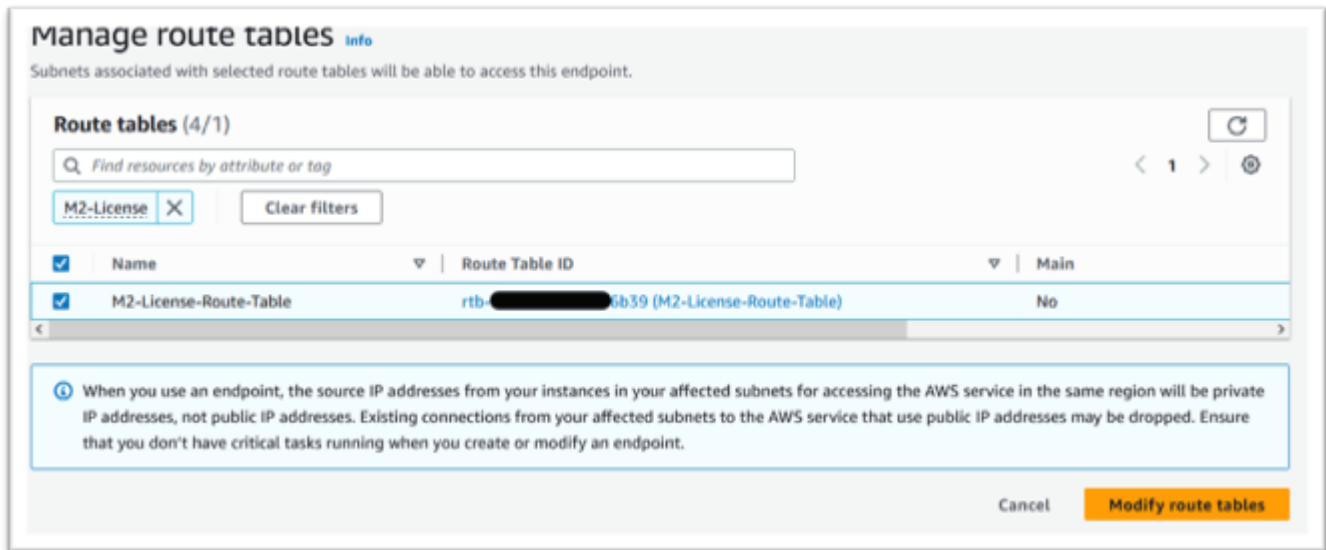 Manage route tables Info
Subnets associated with selected route tables will be able to access this endpoint.
Route tables (4/1)
Find resources by attribute or tag
1
M2-License
Clear filters
Name Route Table ID Main
M2-License-Route-Table rtb- 6b39 (M2-License-Route-Table) No
When you use an endpoint, the source IP addresses from your instances in your affected subnets for accessing the AWS service in the same region will be private
IP addresses, not public IP addresses. Existing connections from your affected subnets to the AWS service that use public IP addresses may be dropped. Ensure
that you don't have critical tasks running when you create or modify an endpoint.
Cancel Modify route tables